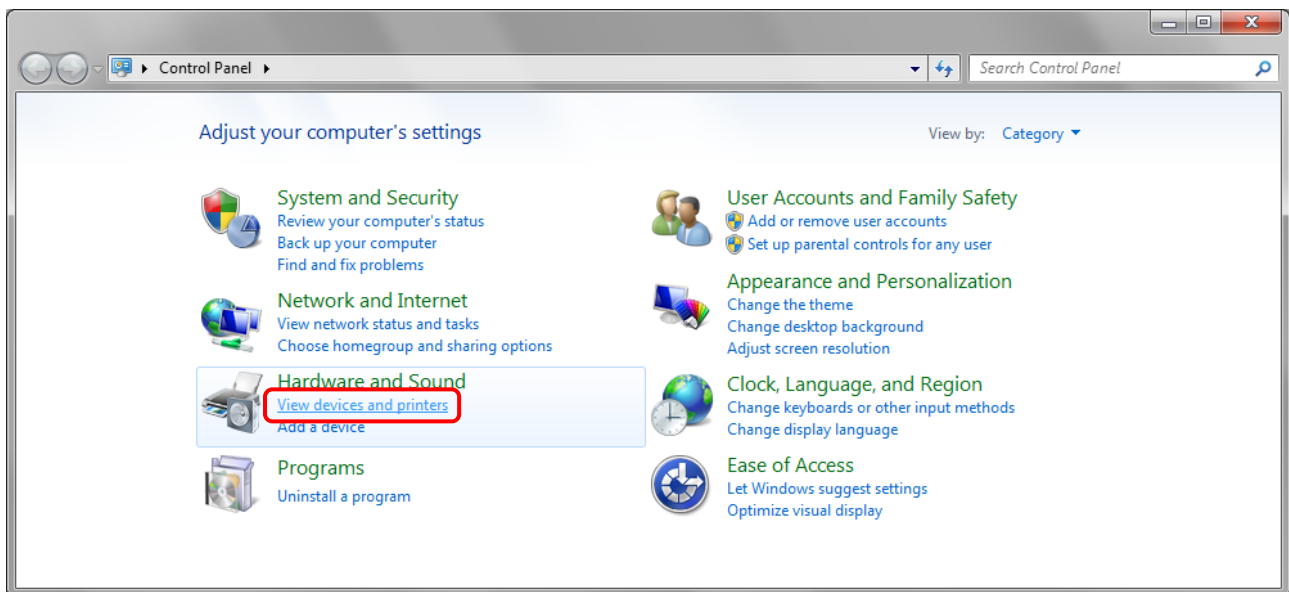 Control Panel
Search Control Panel
Adjust your computer's settings
View by: Category
System and Security
Review your computer's status
Back up your computer
Find and fix problems
Network and Internet
View network status and tasks
Choose homegroup and sharing options
Hardware and Sound
View devices and printers
Add a device
Programs
Uninstall a program
User Accounts and Family Safety
Add or remove user accounts
Set up parental controls for any user
Appearance and Personalization
Change the theme
Change desktop background
Adjust screen resolution
Clock, Language, and Region
Change keyboards or other input methods
Change display language
Ease of Access
Let Windows suggest settings
Optimize visual display